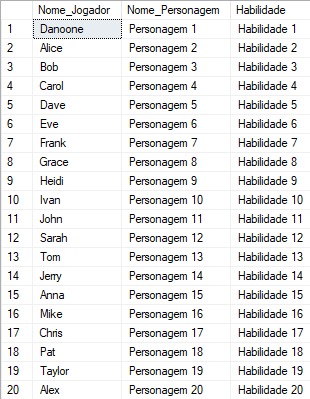 Nome_Jogador Nome_Personagem Habilidade
1 Danoone Personagem 1 Habilidade 1
2 Alice Personagem 2 Habilidade 2
3 Bob Personagem 3 Habilidade 3
4 Carol Personagem 4 Habilidade 4
5 Dave Personagem 5 Habilidade 5
6 Eve Personagem 6 Habilidade 6
7 Frank Personagem 7 Habilidade 7
8 Grace Personagem 8 Habilidade 8
9 Heidi Personagem 9 Habilidade 9
10 Ivan Personagem 10 Habilidade 10
11 John Personagem 11 Habilidade 11
12 Sarah Personagem 12 Habilidade 12
13 Tom Personagem 13 Habilidade 13
14 Jerry Personagem 14 Habilidade 14
15 Anna Personagem 15 Habilidade 15
16 Mike Personagem 16 Habilidade 16
17 Chris Personagem 17 Habilidade 17
18 Pat Personagem 18 Habilidade 18
19 Taylor Personagem 19 Habilidade 19
20 Alex Personagem 20 Habilidade 20